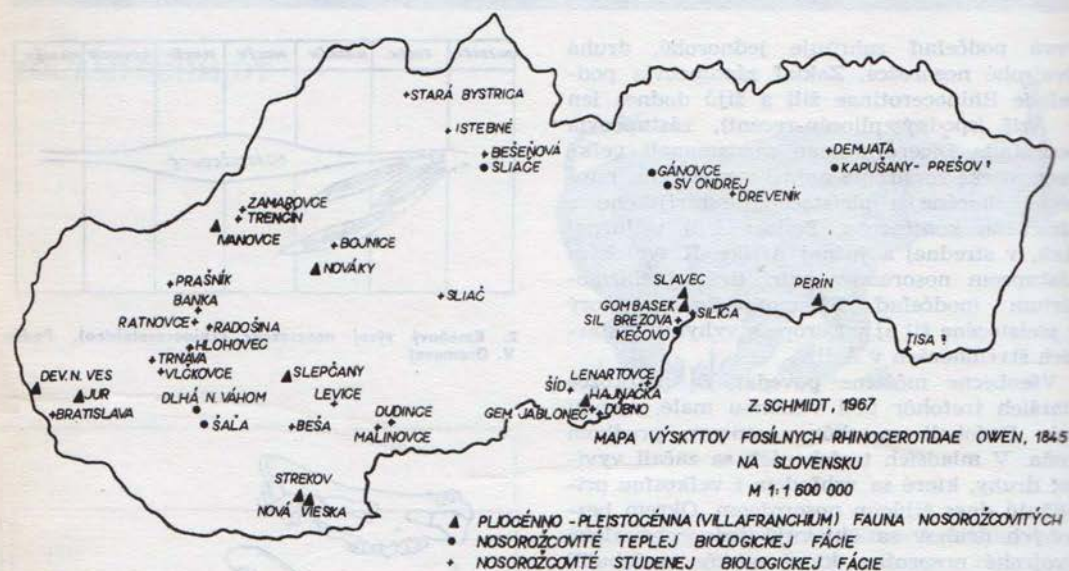 STARÁ BYSTRICA
ISTEBNÉ
BEŠEŇOVÁ
SLIAČE
DEMJATA
KAPUŠANY - PREŠOV
GÁNOVCE
SV ONDREJ
DREVENÍK
ZAMAROVCE
TRENČÍN
IVANOVCE
BOJNICE
NOVÁKY
PRAŠNÍK
BANKA
RATNOVCE
RADOŠINA
HLOHOVEC
TRNAVA
VLČKOVCE
SLIAČ
SLAVEC
GOMBASEK
SILICA
SIL. BREZOVÁ
KEČOVO
PERÍN
TISA
DEV. N. VES
JUR
BRATISLAVA
DLHÁ N. VÁHOM
ŠAĽA
SLEPČANY
LEVICE
BEŠA
DUDINCE
MALINOVCE
STREKOV
NOVÁ VIESKA
LENARTOVCE
ŠÍD
HAJNÁČKA
GEM. JABLONEC
DUBNO
Z. SCHMIDT, 1967
MAPA VÝSKYTOV FOSÍLNYCH RHINOCEROTIDAE OWEN, 1845
NA SLOVENSKU
M 1: 1 600 000
▲ PLIOCÉNNO - PLEISTOCÉNNA (VILLAFRANCHIUM) FAUNA NOSOROŽCOVITÝCH
● NOSOROŽCOVITÉ TEPLEJ BIOLOGICKEJ FÁCIE
+ NOSOROŽCOVITÉ STUDENEJ BIOLOGICKEJ FÁCIE